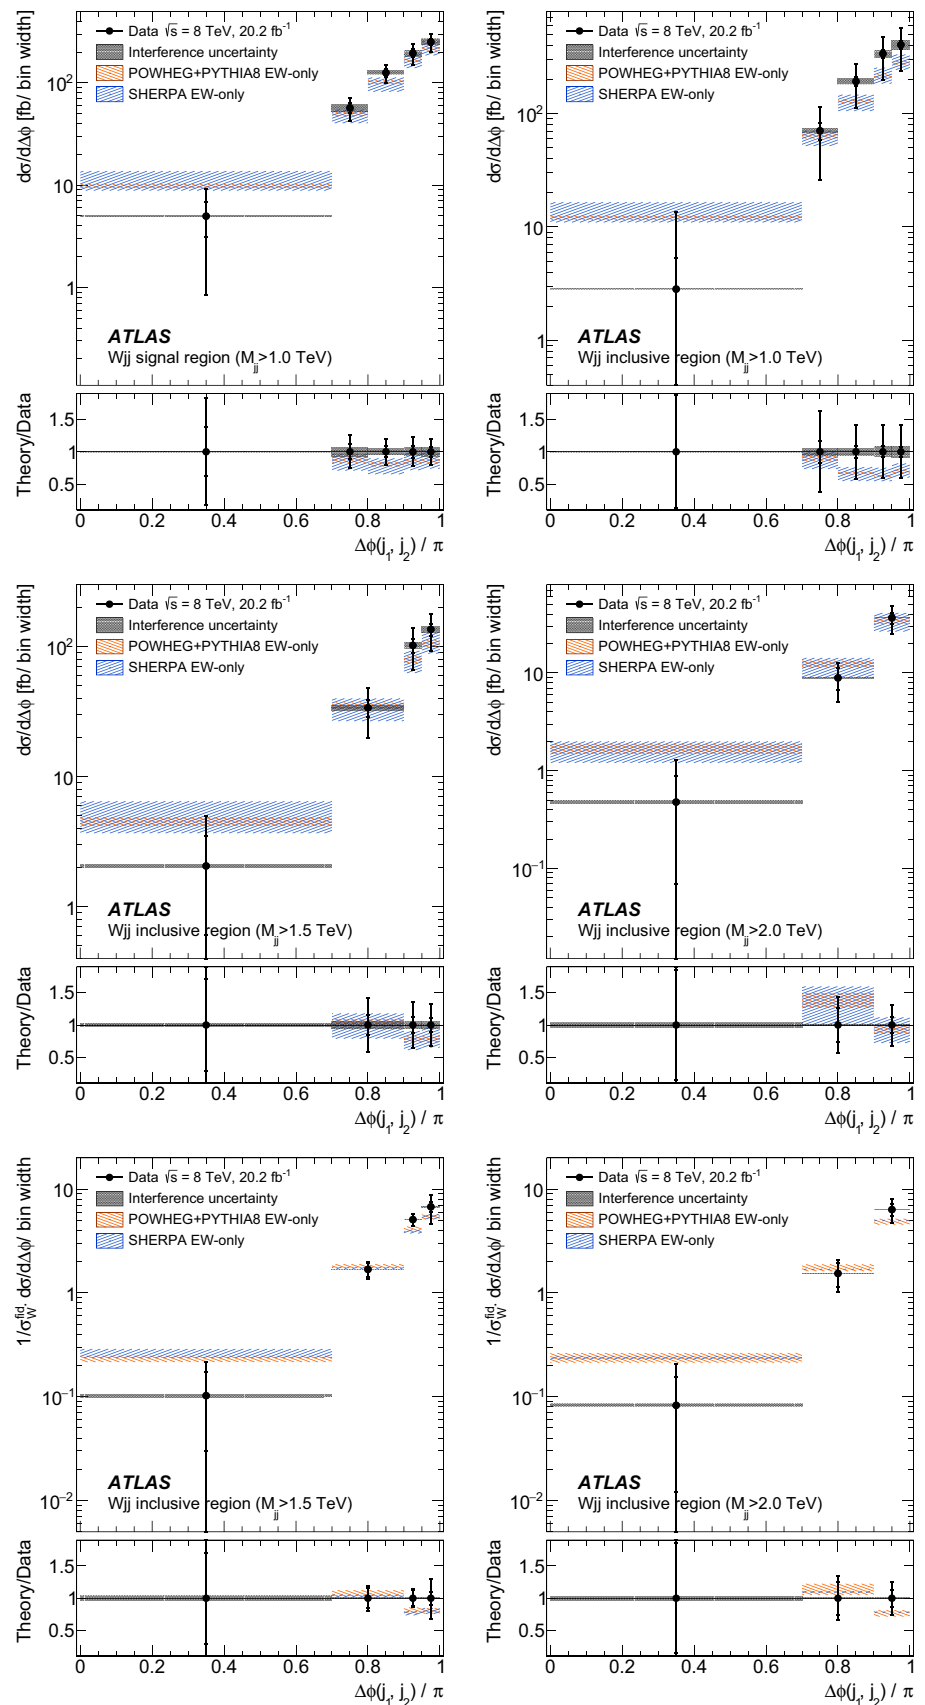 dσ/dΔϕ [fb/ bin width]
Data √s = 8 TeV, 20.2 fb⁻¹
Interference uncertainty
POWHEG+PYTHIA8 EW-only
SHERPA EW-only
10²
10
1
ATLAS
Wjj signal region (M_jj>1.0 TeV)
Theory/Data
1.5
1
0.5
0 0.2 0.4 0.6 0.8 1
Δϕ(j₁, j₂) / π
dσ/dΔϕ [fb/ bin width]
Data √s = 8 TeV, 20.2 fb⁻¹
Interference uncertainty
POWHEG+PYTHIA8 EW-only
SHERPA EW-only
10²
10
1
ATLAS
Wjj inclusive region (M_jj>1.0 TeV)
Theory/Data
1.5
1
0.5
0 0.2 0.4 0.6 0.8 1
Δϕ(j₁, j₂) / π
dσ/dΔϕ [fb/ bin width]
Data √s = 8 TeV, 20.2 fb⁻¹
Interference uncertainty
POWHEG+PYTHIA8 EW-only
SHERPA EW-only
10²
10
1
ATLAS
Wjj inclusive region (M_jj>1.5 TeV)
Theory/Data
1.5
1
0.5
0 0.2 0.4 0.6 0.8 1
Δϕ(j₁, j₂) / π
dσ/dΔϕ [fb/ bin width]
Data √s = 8 TeV, 20.2 fb⁻¹
Interference uncertainty
POWHEG+PYTHIA8 EW-only
SHERPA EW-only
10
1
10⁻¹
ATLAS
Wjj inclusive region (M_jj>2.0 TeV)
Theory/Data
1.5
1
0.5
0 0.2 0.4 0.6 0.8 1
Δϕ(j₁, j₂) / π
1/σ_W^fid. dσ/dΔϕ/ bin width
Data √s = 8 TeV, 20.2 fb⁻¹
Interference uncertainty
POWHEG+PYTHIA8 EW-only
SHERPA EW-only
10
1
10⁻¹
10⁻²
ATLAS
Wjj inclusive region (M_jj>1.5 TeV)
Theory/Data
1.5
1
0.5
0 0.2 0.4 0.6 0.8 1
Δϕ(j₁, j₂) / π
1/σ_W^fid. dσ/dΔϕ/ bin width
Data √s = 8 TeV, 20.2 fb⁻¹
Interference uncertainty
POWHEG+PYTHIA8 EW-only
SHERPA EW-only
10
1
10⁻¹
10⁻²
ATLAS
Wjj inclusive region (M_jj>2.0 TeV)
Theory/Data
1.5
1
0.5
0 0.2 0.4 0.6 0.8 1
Δϕ(j₁, j₂) / π